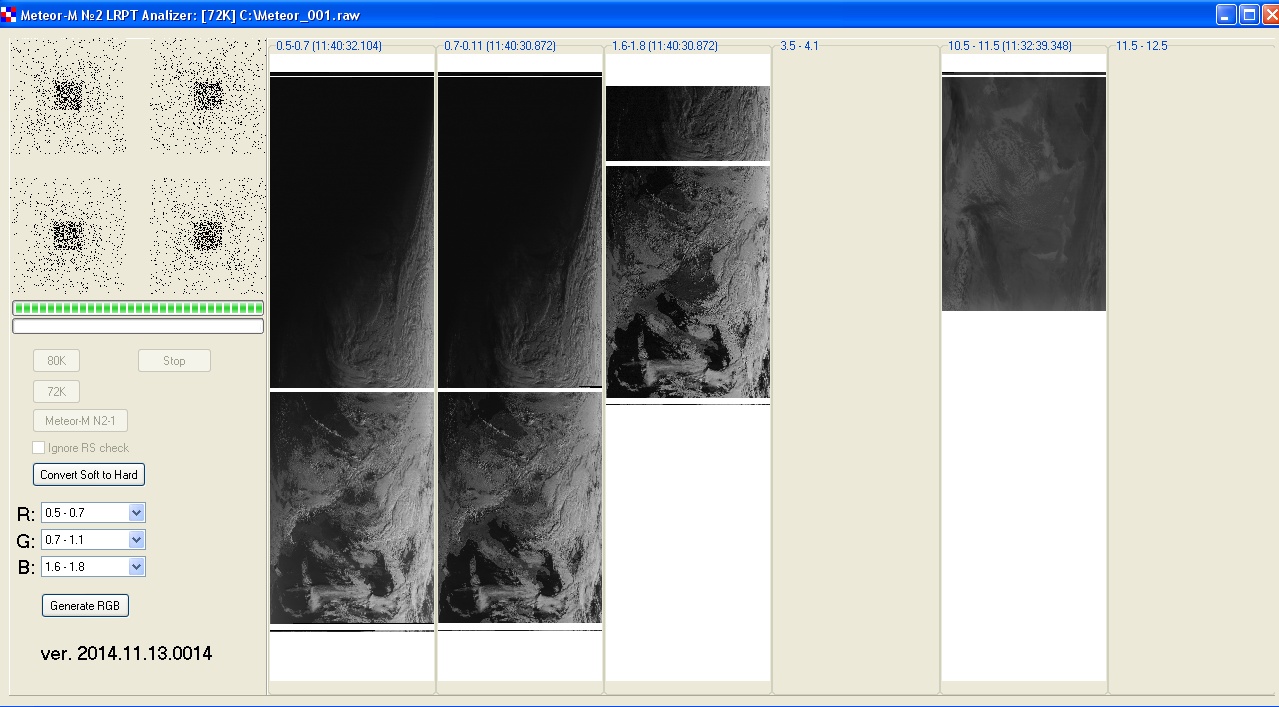 Meteor-M №2 LRPT Analizer: [72K] C:\Meteor_001.raw
0.5-0.7 (11:40:32.104)
0.7-0.11 (11:40:30.872)
1.6-1.8 (11:40:30.872)
3.5 - 4.1
10.5 - 11.5 (11:32:39.348)
11.5 - 12.5
80K
Stop
72K
Meteor-M N2-1
Ignore RS check
Convert Soft to Hard
R: 0.5 - 0.7
G: 0.7 - 1.1
B: 1.6 - 1.8
Generate RGB
ver. 2014.11.13.0014